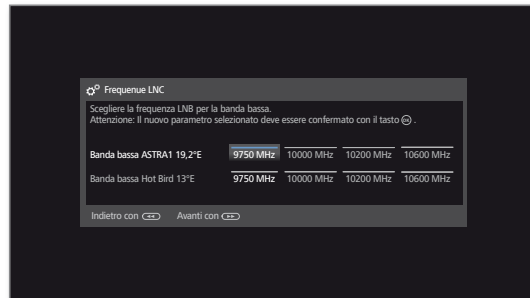 Frequenue LNC
Scegliere la frequenza LNB per la banda bassa.
Attenzione: Il nuovo parametro selezionato deve essere confermato con il tasto OK .
Banda bassa ASTRA1 19,2°E 9750 MHz 10000 MHz 10200 MHz 10600 MHz
Banda bassa Hot Bird 13°E 9750 MHz 10000 MHz 10200 MHz 10600 MHz
Indietro con Avanti con